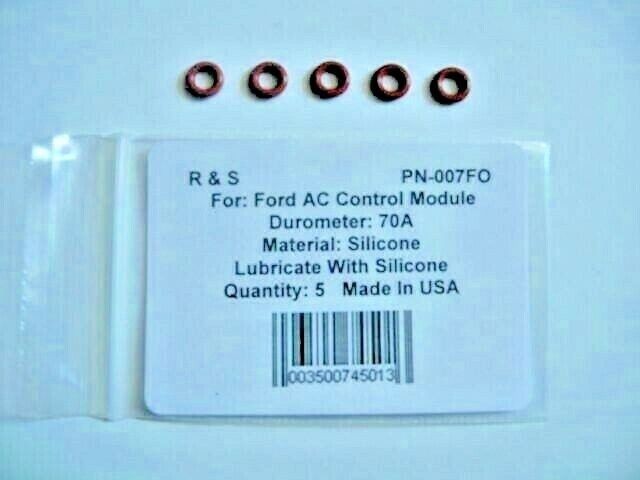 R & S PN-007FO
For: Ford AC Control Module
Durometer: 70A
Material: Silicone
Lubricate With Silicone
Quantity: 5 Made In USA
003500745013